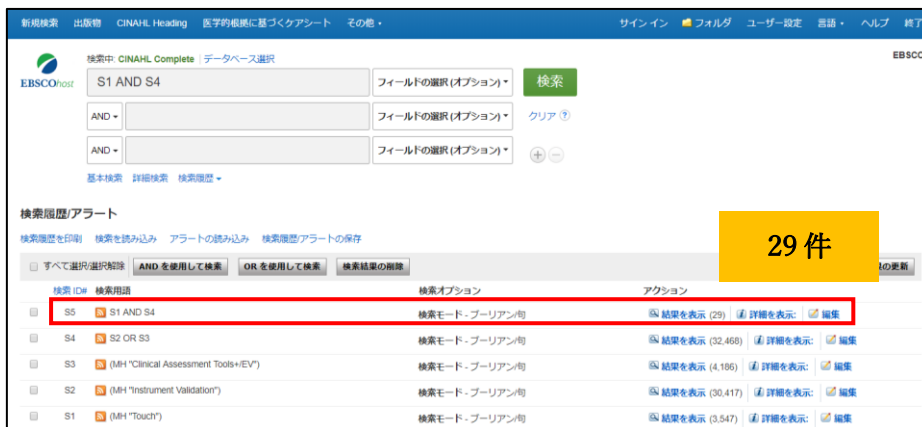 新規検索 出版物 CINAHL Heading 医学的根拠に基づくケアシート その他 サインイン フォルダ ユーザー設定 言語 ヘルプ 終了
検索中: CINAHL Complete データベース選択 EBSCO
EBSCOhost S1 AND S4 フィールドの選択 (オプション) 検索
AND フィールドの選択 (オプション) クリア ?
AND フィールドの選択 (オプション)
基本検索 詳細検索 検索履歴
検索履歴/アラート
検索履歴を印刷 検索を読み込み アラートの読み込み 検索履歴/アラートの保存
29 件
すべて選択/選択解除 AND を使用して検索 OR を使用して検索 検索結果の削除 の更新
検索 ID# 検索用語 検索オプション アクション
S5 S1 AND S4 検索モード - ブーリアン/句 結果を表示 (29) 詳細を表示: 編集
S4 S2 OR S3 検索モード - ブーリアン/句 結果を表示 (32,468) 詳細を表示: 編集
S3 (MH "Clinical Assessment Tools+/EV") 検索モード - ブーリアン/句 結果を表示 (4,186) 詳細を表示: 編集
S2 (MH "Instrument Validation") 検索モード - ブーリアン/句 結果を表示 (30,417) 詳細を表示: 編集
S1 (MH "Touch") 検索モード - ブーリアン/句 結果を表示 (3,547) 詳細を表示: 編集